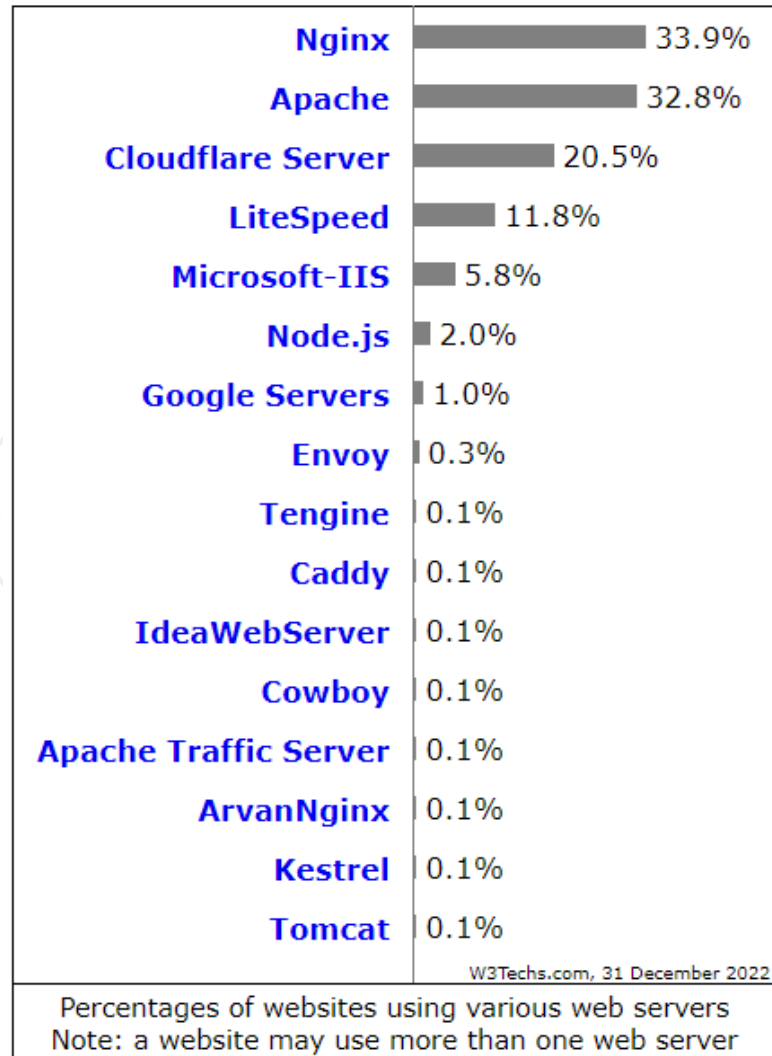 Nginx 33.9%
Apache 32.8%
Cloudflare Server 20.5%
LiteSpeed 11.8%
Microsoft-IIS 5.8%
Node.js 2.0%
Google Servers 1.0%
Envoy 0.3%
Tengine 0.1%
Caddy 0.1%
IdeaWebServer 0.1%
Cowboy 0.1%
Apache Traffic Server 0.1%
ArvanNginx 0.1%
Kestrel 0.1%
Tomcat 0.1%
W3Techs.com, 31 December 2022
Percentages of websites using various web servers
Note: a website may use more than one web server